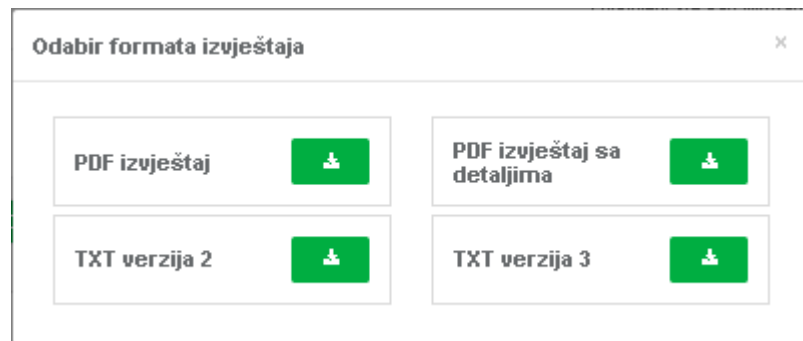 Odabir formata izvještaja
×
PDF izvještaj
PDF izvještaj sa
detaljima
TXT verzija 2
TXT verzija 3